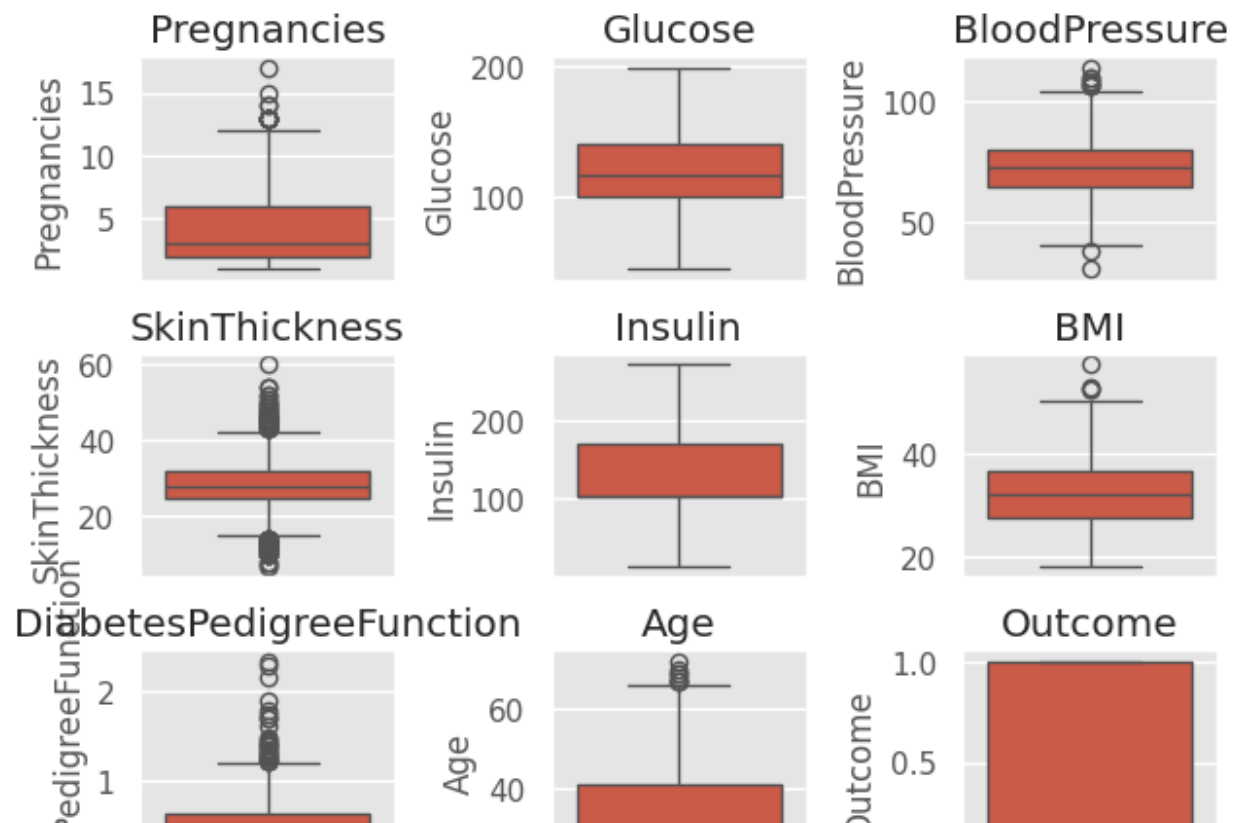 Pregnancies
Glucose
BloodPressure
Pregnancies
15
10
5
Glucose
200
100
BloodPressure
100
50
SkinThickness
Insulin
BMI
SkinThickness
60
40
20
Insulin
200
100
BMI
40
20
DiabetesPedigreeFunction
Age
Outcome
PedigreeFunction
2
1
Age
60
40
Outcome
1.0
0.5